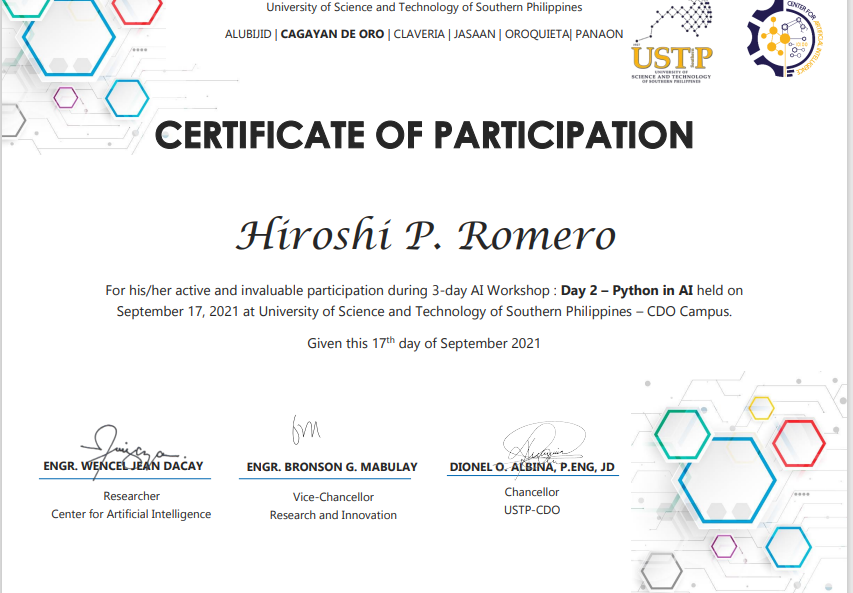 University of Science and Technology of Southern Philippines
ALUBIJID | CAGAYAN DE ORO | CLAVERIA | JASAAN | OROQUIETA| PANAON
USTP
UNIVERSITY OF
SCIENCE AND TECHNOLOGY
OF SOUTHERN PHILIPPINES
CENTER FOR ARTIFICIAL INTELLIGENCE
CERTIFICATE OF PARTICIPATION
Hiroshi P. Romero
For his/her active and invaluable participation during 3-day AI Workshop : Day 2 – Python in AI held on
September 17, 2021 at University of Science and Technology of Southern Philippines – CDO Campus.
Given this 17th day of September 2021
ENGR. WENCEL JEAN DACAY
Researcher
Center for Artificial Intelligence
ENGR. BRONSON G. MABULAY
Vice-Chancellor
Research and Innovation
DIONEL O. ALBINA, P.ENG, JD
Chancellor
USTP-CDO